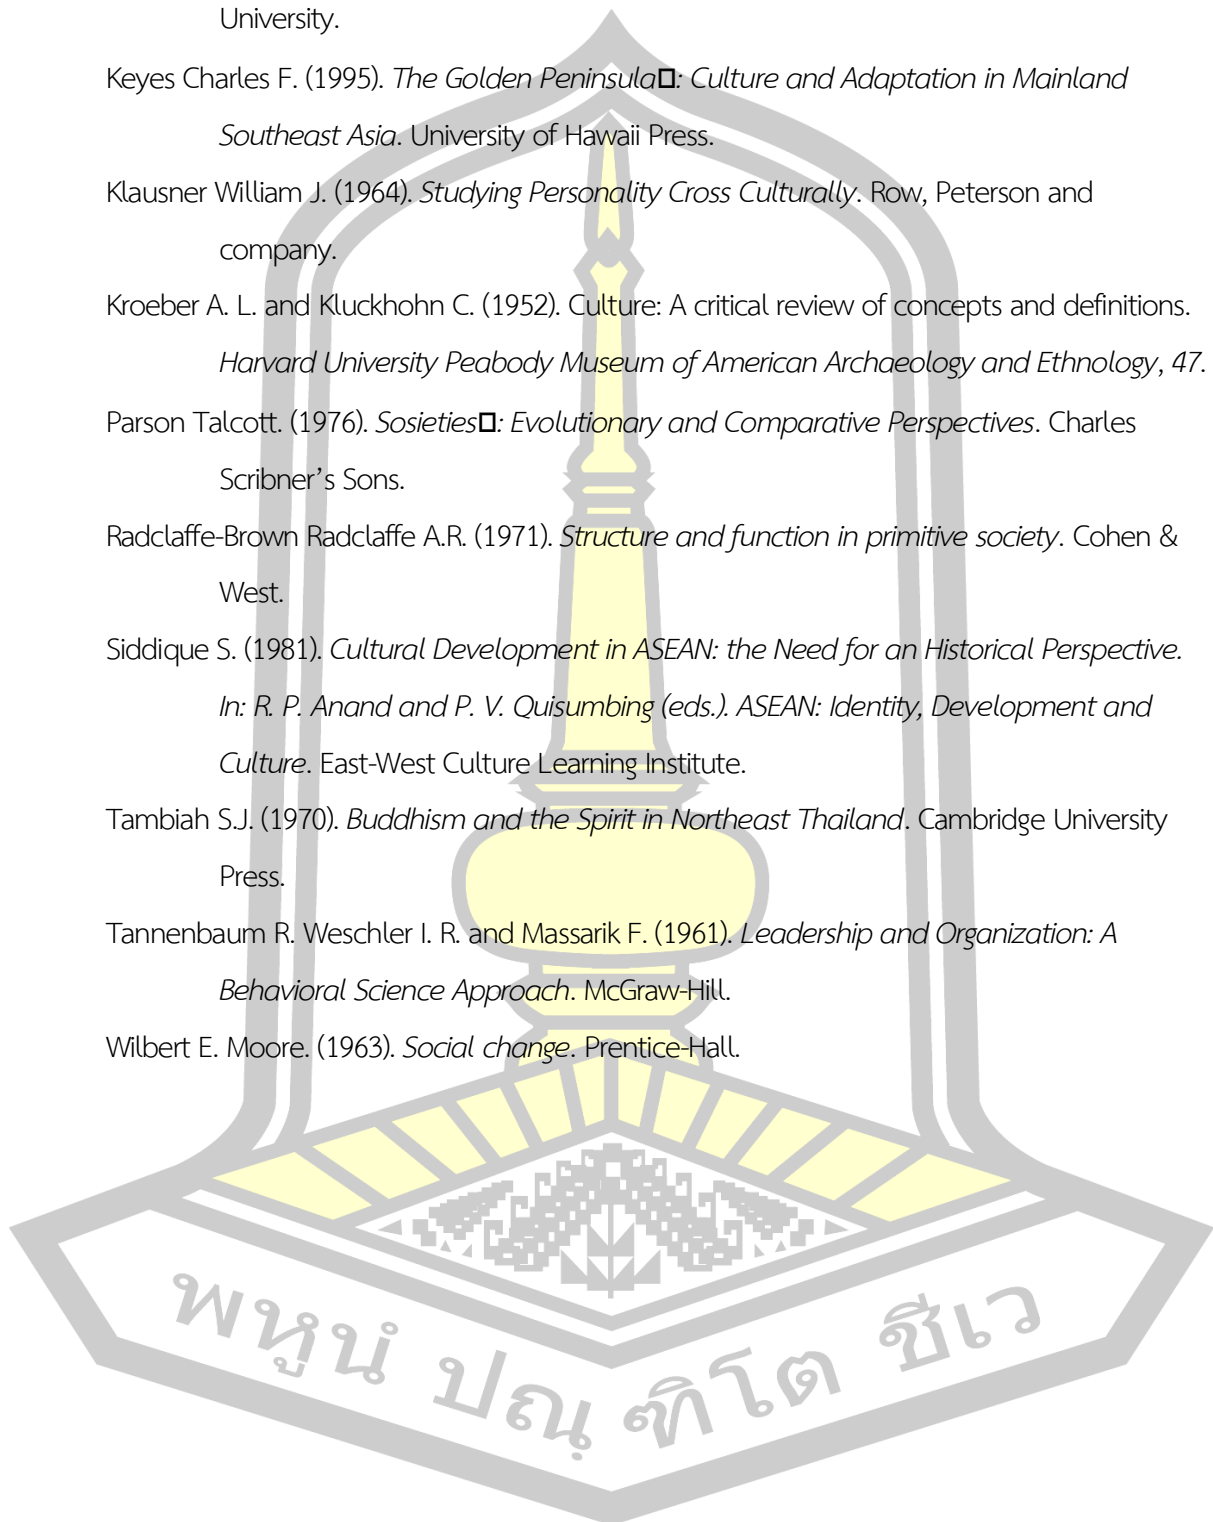 University.
Keyes Charles F. (1995). The Golden Peninsula□: Culture and Adaptation in Mainland
Southeast Asia. University of Hawaii Press.
Klausner William J. (1964). Studying Personality Cross Culturally. Row, Peterson and
company.
Kroeber A. L. and Kluckhohn C. (1952). Culture: A critical review of concepts and definitions.
Harvard University Peabody Museum of American Archaeology and Ethnology, 47.
Parson Talcott. (1976). Sosieties□: Evolutionary and Comparative Perspectives. Charles
Scribner’s Sons.
Radclaffe-Brown Radclaffe A.R. (1971). Structure and function in primitive society. Cohen &
West.
Siddique S. (1981). Cultural Development in ASEAN: the Need for an Historical Perspective.
In: R. P. Anand and P. V. Quisumbing (eds.). ASEAN: Identity, Development and
Culture. East-West Culture Learning Institute.
Tambiah S.J. (1970). Buddhism and the Spirit in Northeast Thailand. Cambridge University
Press.
Tannenbaum R. Weschler I. R. and Massarik F. (1961). Leadership and Organization: A
Behavioral Science Approach. McGraw-Hill.
Wilbert E. Moore. (1963). Social change. Prentice-Hall.
พหูนํ ปณฺ ฑิโต ชีเว